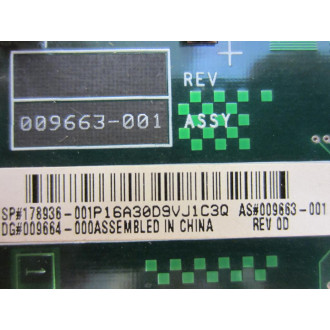 REV
009663-001
ASSY
SP#178936-001P16A30D9VJ1C3Q AS#009663-001
DG#009664-000ASSEMBLED IN CHINA REV 0D